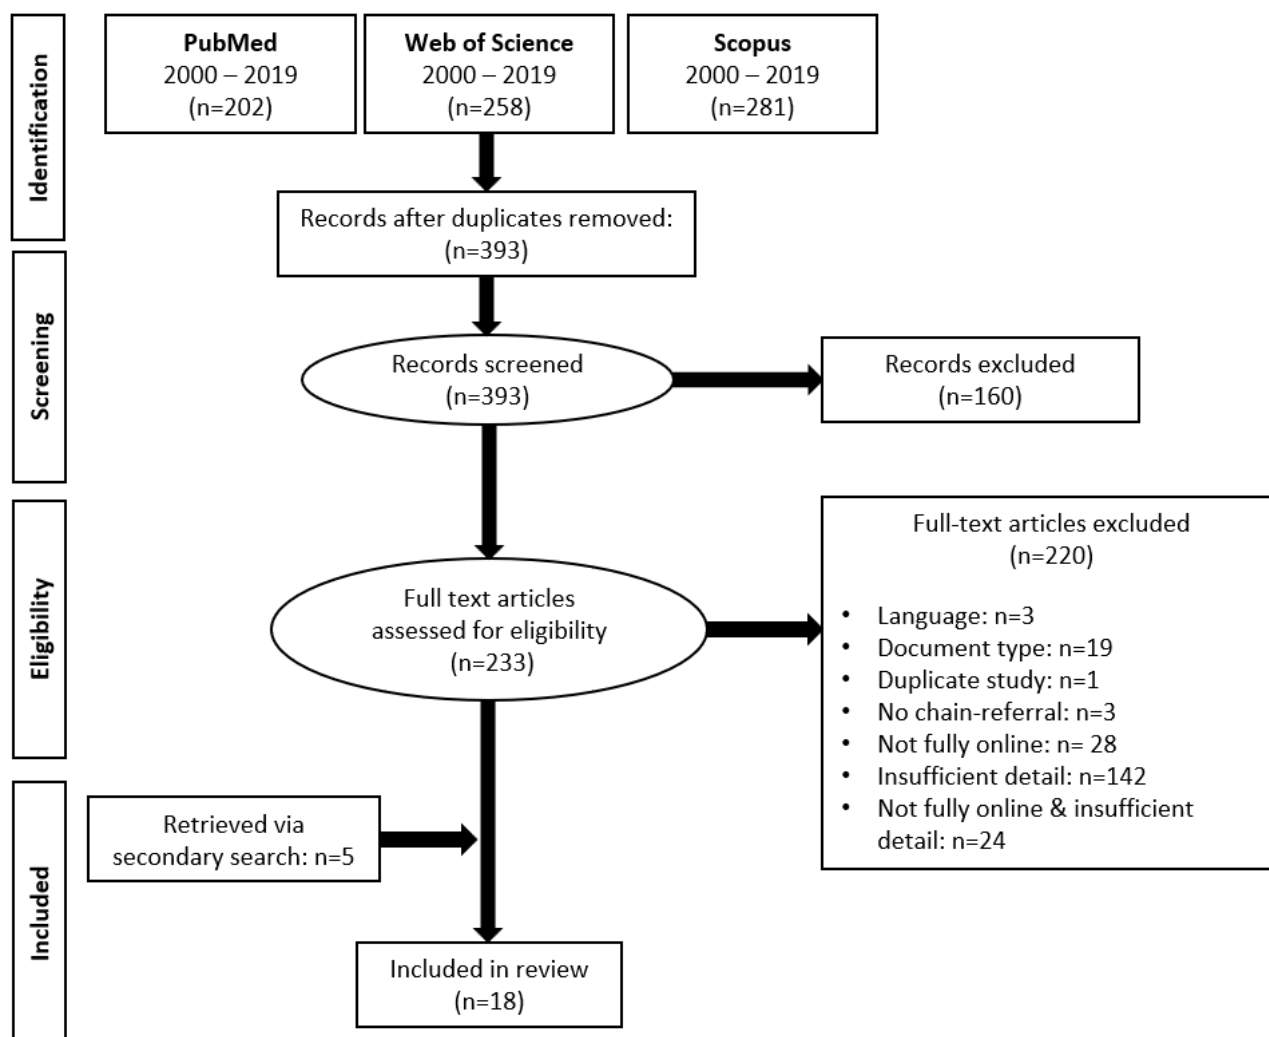 Identification
PubMed
2000 – 2019
(n=202)
Web of Science
2000 – 2019
(n=258)
Scopus
2000 – 2019
(n=281)
Records after duplicates removed:
(n=393)
Screening
Records screened
(n=393)
Records excluded
(n=160)
Eligibility
Full text articles
assessed for eligibility
(n=233)
Full-text articles excluded
(n=220)
• Language: n=3
• Document type: n=19
• Duplicate study: n=1
• No chain-referral: n=3
• Not fully online: n= 28
• Insufficient detail: n=142
• Not fully online & insufficient
detail: n=24
Included
Retrieved via
secondary search: n=5
Included in review
(n=18)